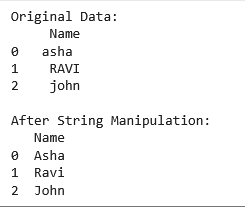 Original Data:
     Name
0   asha
1    RAVI
2    john
After String Manipulation:
   Name
0  Asha
1  Ravi
2  John